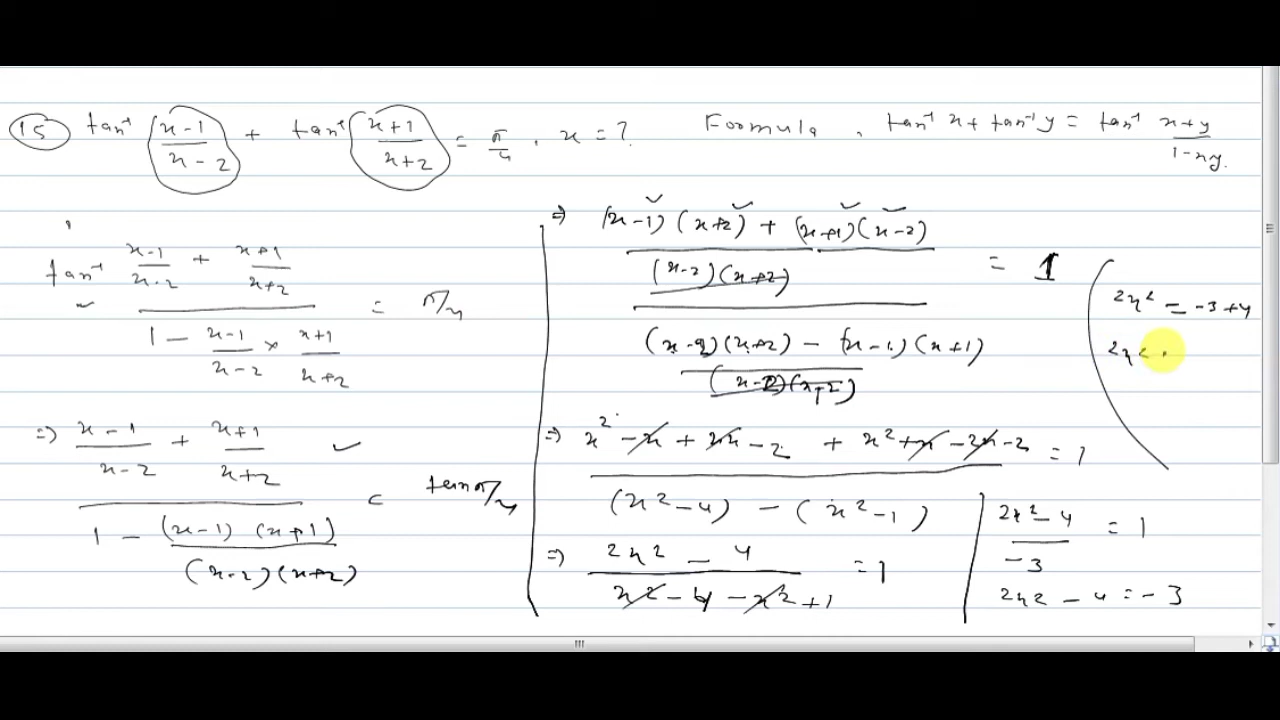 15 tan⁻¹ (x-1)/(x-2) + tan⁻¹ (x+1)/(x+2) = π/4 . x = ? Formula . tan⁻¹ x + tan⁻¹ y = tan⁻¹ (x+y)/(1-xy).
tan⁻¹ ((x-1)/(x-2) + (x+1)/(x+2)) / (1 - (x-1)/(x-2) × (x+1)/(x+2)) = π/4
⇒ ((x-1)/(x-2) + (x+1)/(x+2)) / (1 - (x-1)(x+1)/(x-2)(x+2)) = tan π/4
⇒ (((x-1)(x+2) + (x+1)(x-2))/(x-2)(x+2)) / (((x-2)(x+2) - (x-1)(x+1))/(x-2)(x+2)) = 1
⇒ (x² - x + 2x - 2 + x² + x - 2x - 2) / ((x² - 4) - (x² - 1)) = 1
⇒ (2x² - 4) / (x² - 4 - x² + 1) = 1
(2x² - 4)/(-3) = 1
2x² - 4 = -3
2x² = -3 + 4
2x²